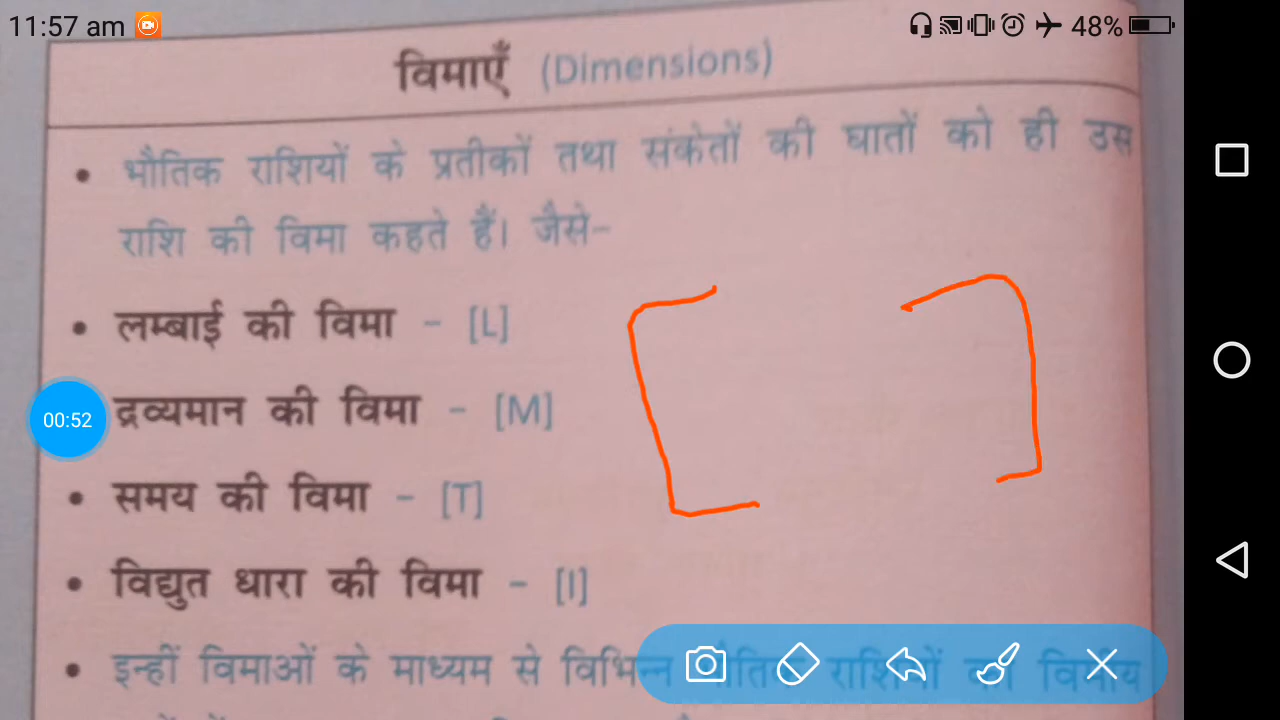 11:57 am 48%
विमाएँ (Dimensions)
• भौतिक राशियों के प्रतीकों तथा संकेतों की घातों को ही उस
राशि की विमा कहते हैं। जैसे-
• लम्बाई की विमा - [L]
00:52 द्रव्यमान की विमा - [M]
• समय की विमा - [T]
• विद्युत धारा की विमा - [I]
• इन्हीं विमाओं के माध्यम से विभिन्न भौतिक राशियों का विमीय